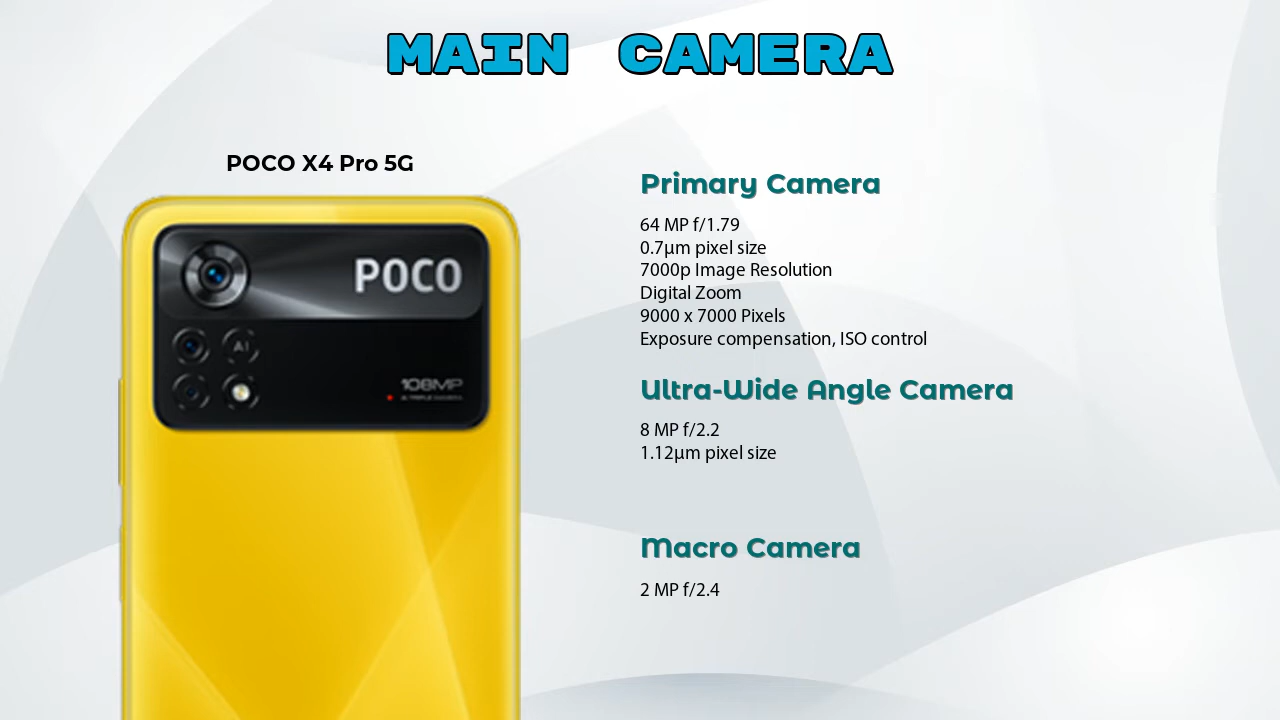 MAIN CAMERA
POCO X4 Pro 5G
POCO
AI
108MP
Primary Camera
64 MP f/1.79
0.7µm pixel size
7000p Image Resolution
Digital Zoom
9000 x 7000 Pixels
Exposure compensation, ISO control
Ultra-Wide Angle Camera
8 MP f/2.2
1.12µm pixel size
Macro Camera
2 MP f/2.4